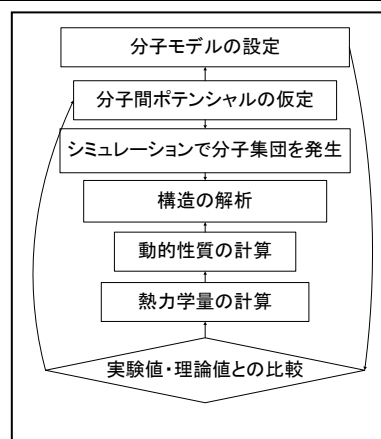 分子モデルの設定
分子間ポテンシャルの仮定
シミュレーションで分子集団を発生
構造の解析
動的性質の計算
熱力学量の計算
実験値・理論値との比較